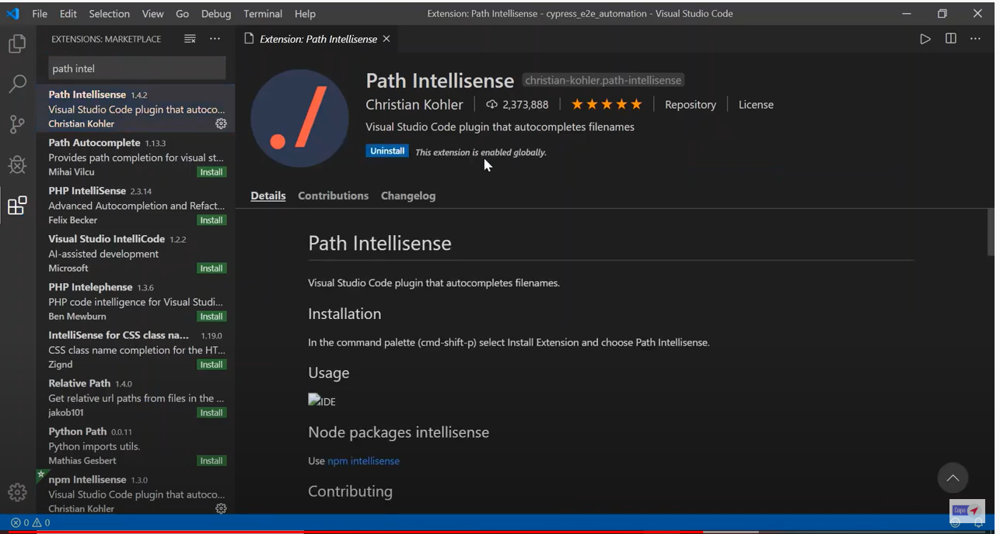 File Edit Selection View Go Debug Terminal Help
Extension: Path Intellisense - cypress_e2e_automation - Visual Studio Code
EXTENSIONS: MARKETPLACE
path intel
Path Intellisense 1.4.2
Visual Studio Code plugin that autoco...
Christian Kohler
Path Autocomplete 1.13.3
Provides path completion for visual st...
Mihai Vilcu Install
PHP IntelliSense 2.3.14
Advanced Autocompletion and Refact...
Felix Becker Install
Visual Studio IntelliCode 1.2.2
AI-assisted development
Microsoft Install
PHP Intelephense 1.3.6
PHP code intelligence for Visual Studi...
Ben Mewburn Install
IntelliSense for CSS class na... 1.19.0
CSS class name completion for the HT...
Zignd Install
Relative Path 1.4.0
Get relative url paths from files in the ...
jakob101 Install
Python Path 0.0.11
Python imports utils.
Mathias Gesbert Install
npm Intellisense 1.3.0
Visual Studio Code plugin that autoco...
Christian Kohler
Extension: Path Intellisense
./
Path Intellisense christian-kohler.path-intellisense
Christian Kohler 2,373,888 Repository License
Visual Studio Code plugin that autocompletes filenames
Uninstall This extension is enabled globally.
Details Contributions Changelog
Path Intellisense
Visual Studio Code plugin that autocompletes filenames.
Installation
In the command palette (cmd-shift-p) select Install Extension and choose Path Intellisense.
Usage
IDE
Node packages intellisense
Use npm intellisense
Contributing
0 0